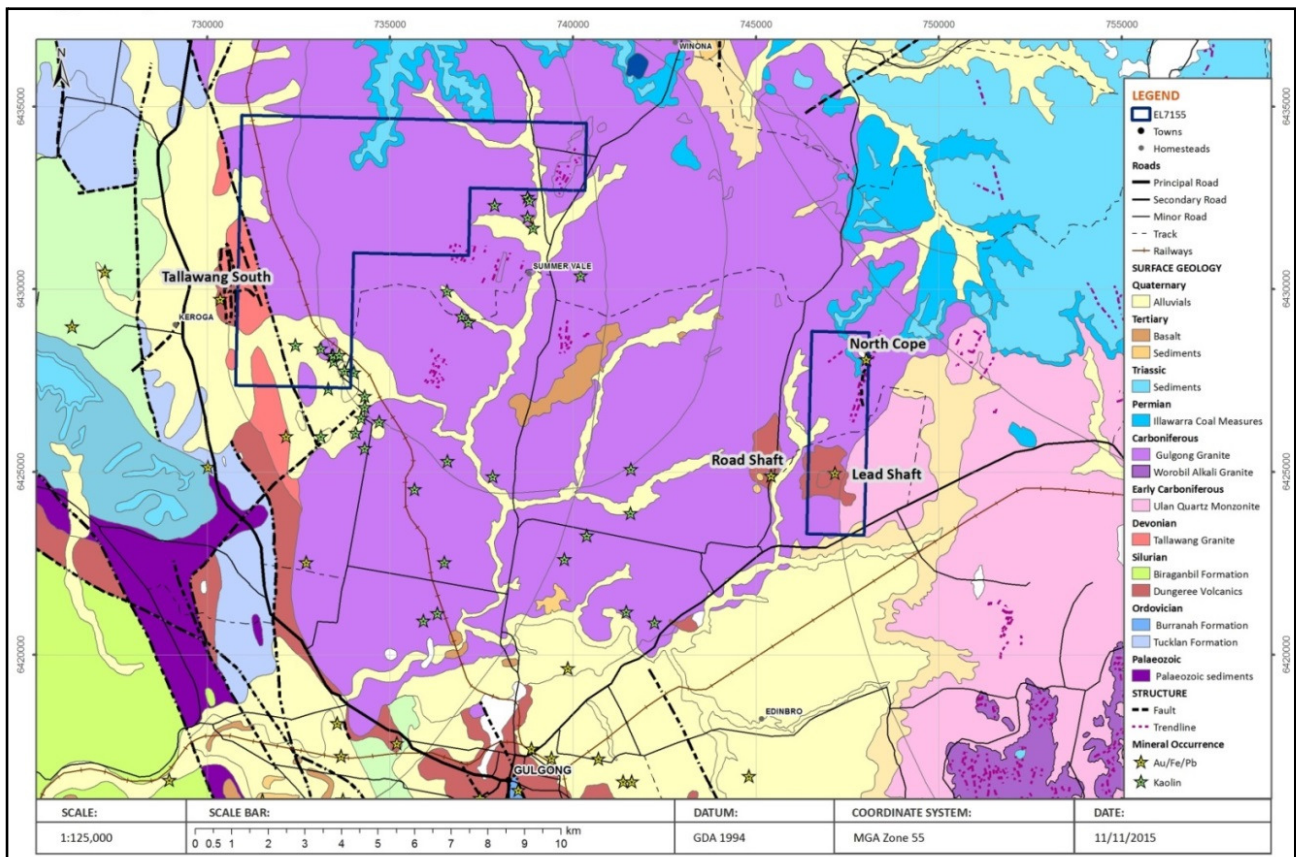 730000
735000
740000
745000
750000
755000
N
WINONA
6435000
6435000
Tallawang South
SUMMER VALE
6430000
6430000
KEROGA
North Cope
Road Shaft
Lead Shaft
6425000
6425000
6420000
6420000
EDINBRO
GULGONG
LEGEND
EL7155
Towns
Homesteads
Roads
Principal Road
Secondary Road
Minor Road
Track
Railways
SURFACE GEOLOGY
Quaternary
Alluvials
Tertiary
Basalt
Sediments
Triassic
Sediments
Permian
Illawarra Coal Measures
Carboniferous
Gulgong Granite
Worobil Alkali Granite
Early Carboniferous
Ulan Quartz Monzonite
Devonian
Tallawang Granite
Silurian
Biraganbil Formation
Dungeree Volcanics
Ordovician
Burranah Formation
Tucklan Formation
Palaeozoic
Palaeozoic sediments
STRUCTURE
Fault
Trendline
Mineral Occurrence
Au/Fe/Pb
Kaolin
SCALE:
1:125,000
SCALE BAR:
km
0 0.5 1 2 3 4 5 6 7 8 9 10
DATUM:
GDA 1994
COORDINATE SYSTEM:
MGA Zone 55
DATE:
11/11/2015